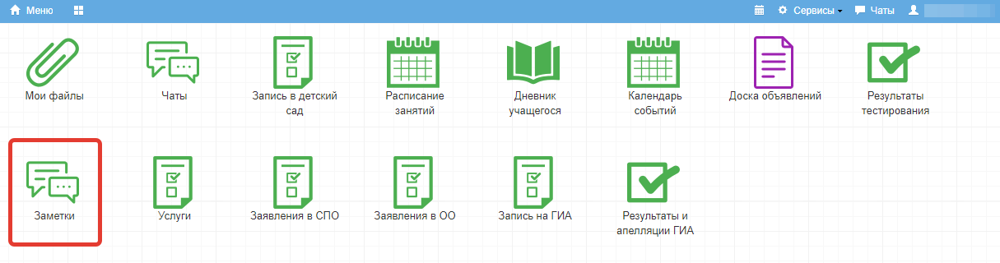 Меню Сервисы Чаты
Мои файлы Чаты Запись в детский Расписание Дневник Календарь Доска объявлений Результаты
сад занятий учащегося событий тестирования
Заметки Услуги Заявления в СПО Заявления в ОО Запись на ГИА Результаты и
апелляции ГИА